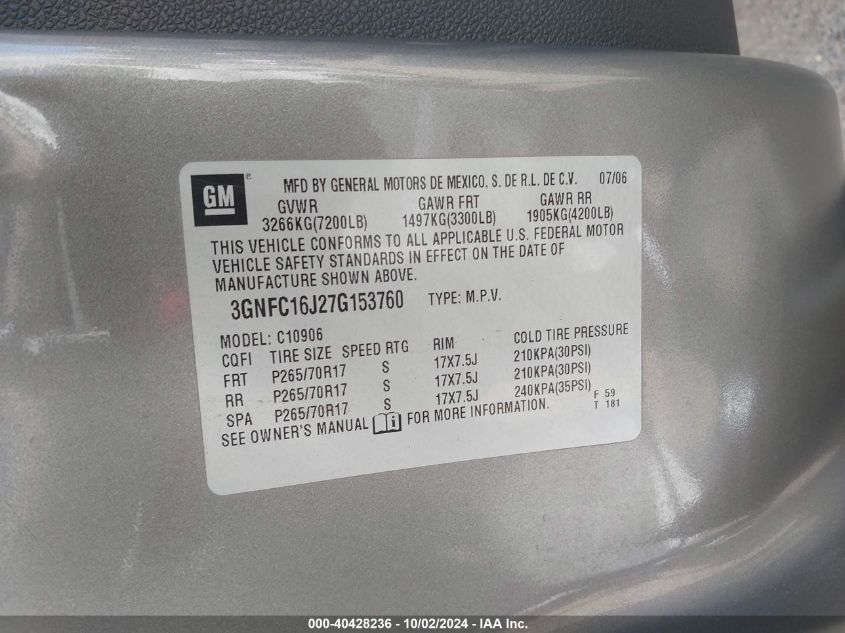 GM ® MFD BY GENERAL MOTORS DE MEXICO, S. DE R.L. DE C.V. 07/06
GVWR GAWR FRT GAWR RR
3266KG(7200LB) 1497KG(3300LB) 1905KG(4200LB)
THIS VEHICLE CONFORMS TO ALL APPLICABLE U.S. FEDERAL MOTOR
VEHICLE SAFETY STANDARDS IN EFFECT ON THE DATE OF
MANUFACTURE SHOWN ABOVE.
3GNFC16J27G153760 TYPE: M.P.V.
MODEL: C10906
CQFI TIRE SIZE SPEED RTG RIM COLD TIRE PRESSURE
FRT P265/70R17 S 17X7.5J 210KPA(30PSI)
RR P265/70R17 S 17X7.5J 210KPA(30PSI)
SPA P265/70R17 S 17X7.5J 240KPA(35PSI)
SEE OWNER'S MANUAL FOR MORE INFORMATION.
F 59
T 181
000-40428236 - 10/02/2024 - IAA Inc.